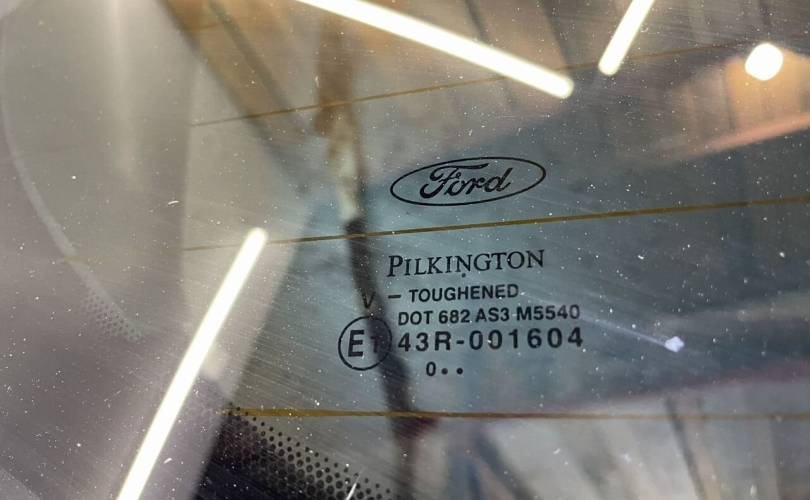 Ford
PILKINGTON
V - TOUGHENED
DOT 682 AS3 M5540
E1 43R-001604
0••